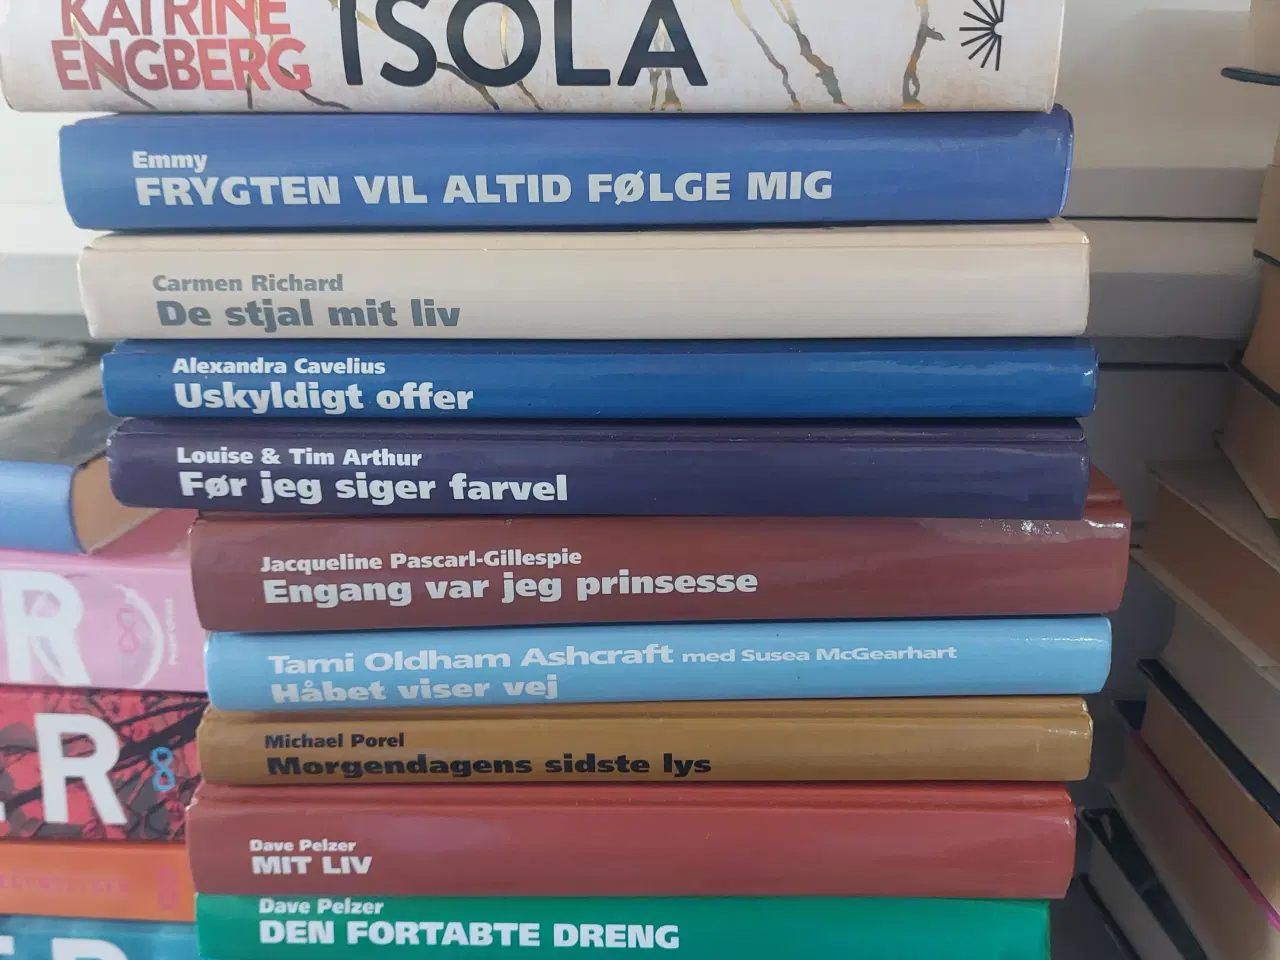 KATRINE
ENGBERG
ISOLA
Emmy
FRYGTEN VIL ALTID FØLGE MIG
Carmen Richard
De stjal mit liv
Alexandra Cavelius
Uskyldigt offer
Louise & Tim Arthur
Før jeg siger farvel
Jacqueline Pascarl-Gillespie
Engang var jeg prinsesse
Tami Oldham Ashcraft med Susea McGearhart
Håbet viser vej
Michael Porel
Morgendagens sidste lys
Dave Pelzer
MIT LIV
Dave Pelzer
DEN FORTABTE DRENG
R
R
R